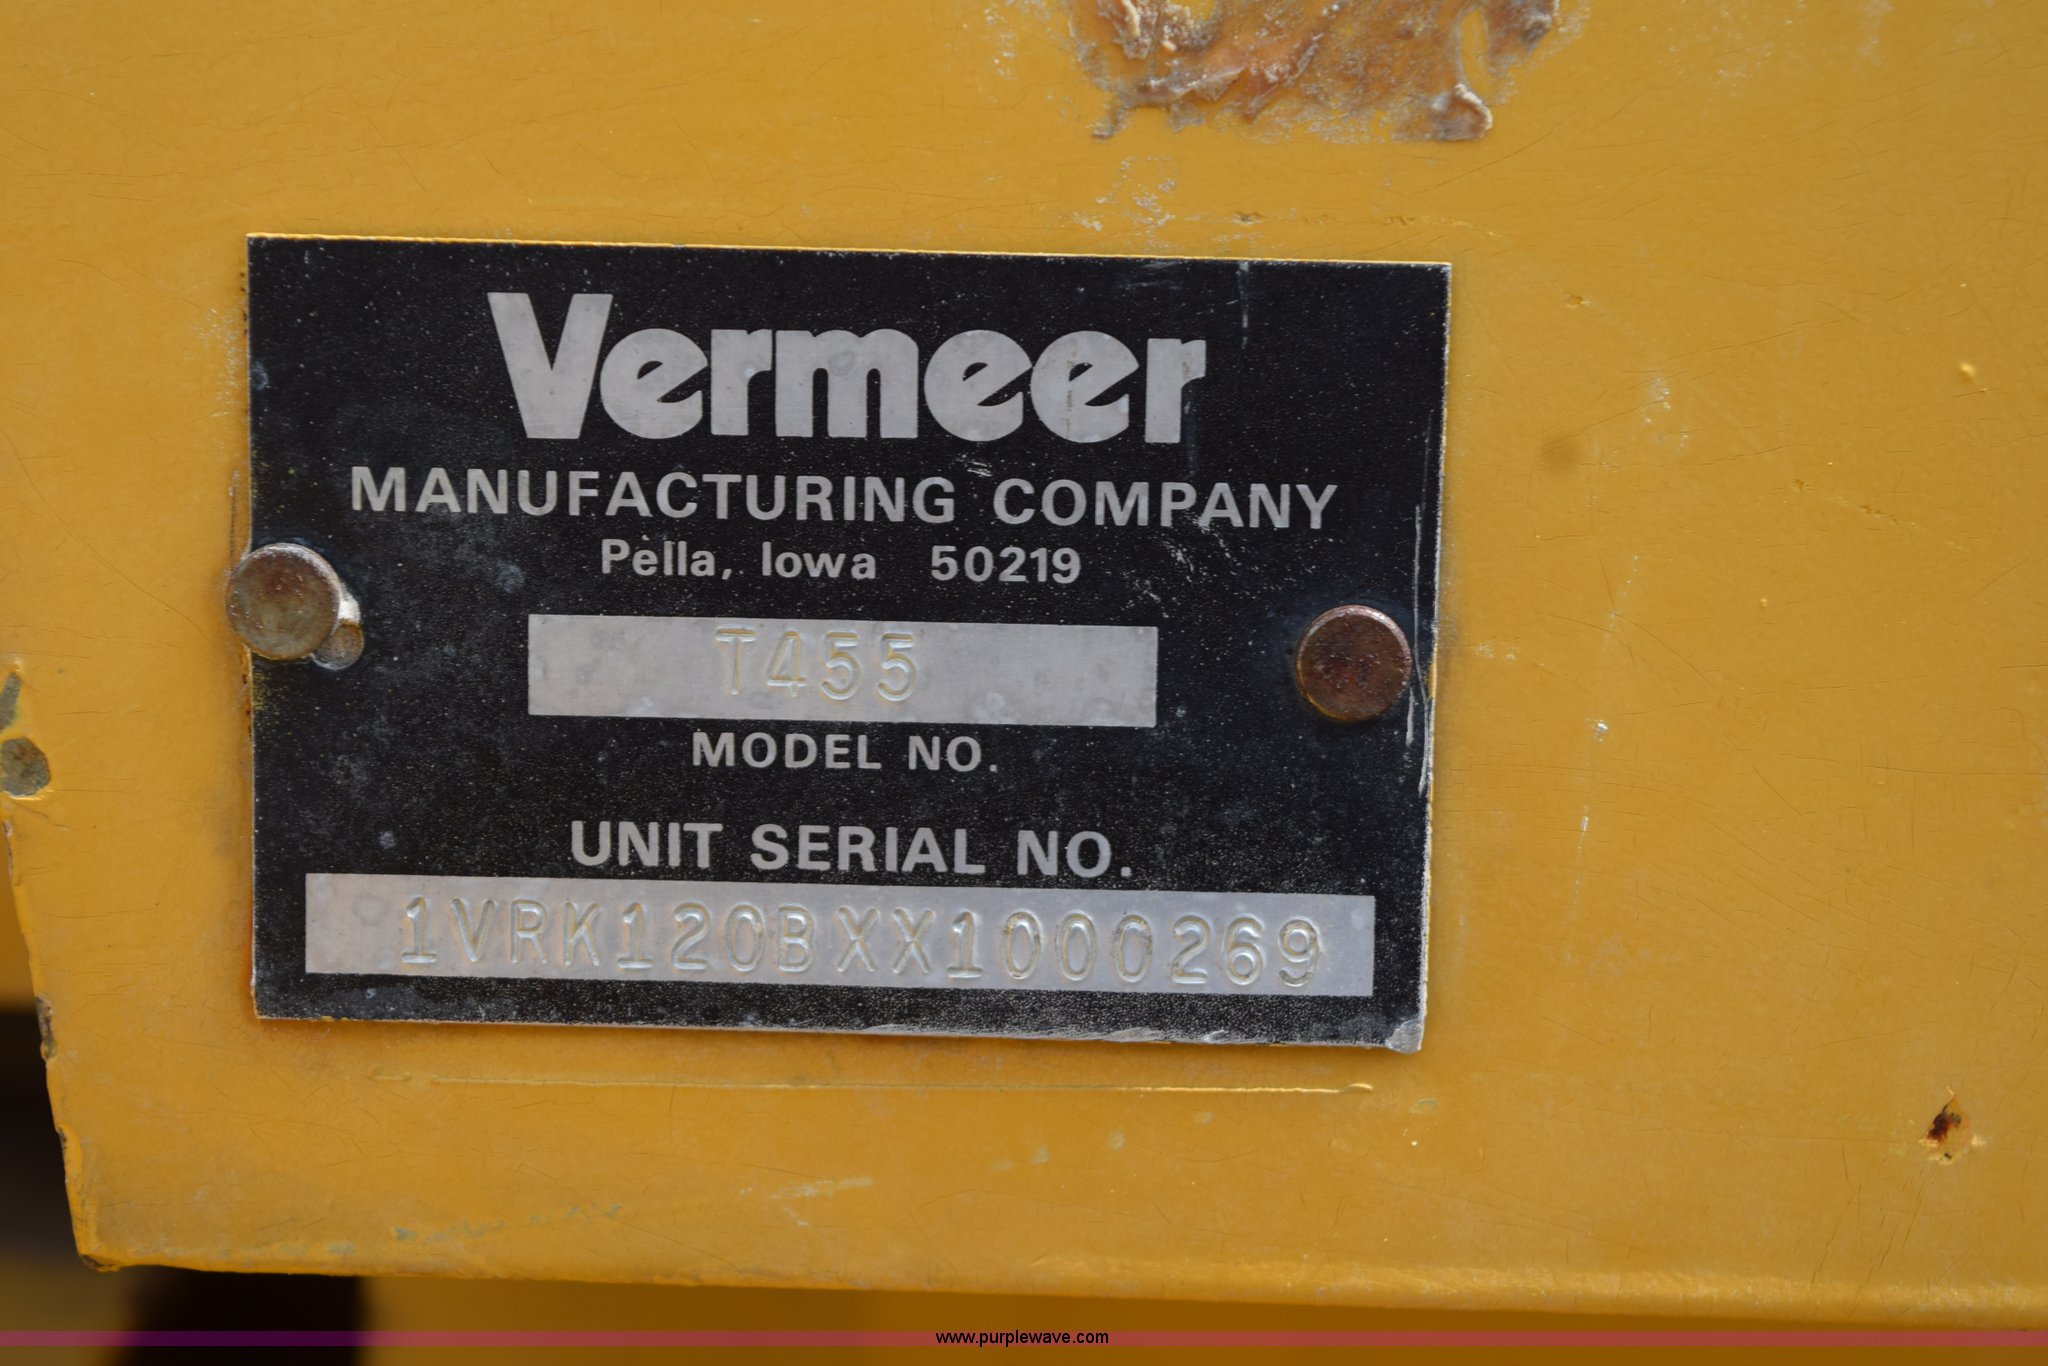 Vermeer
MANUFACTURING COMPANY
Pella, Iowa 50219
T455
MODEL NO.
UNIT SERIAL NO.
1VRK120BXX1000269
www.purplewave.com